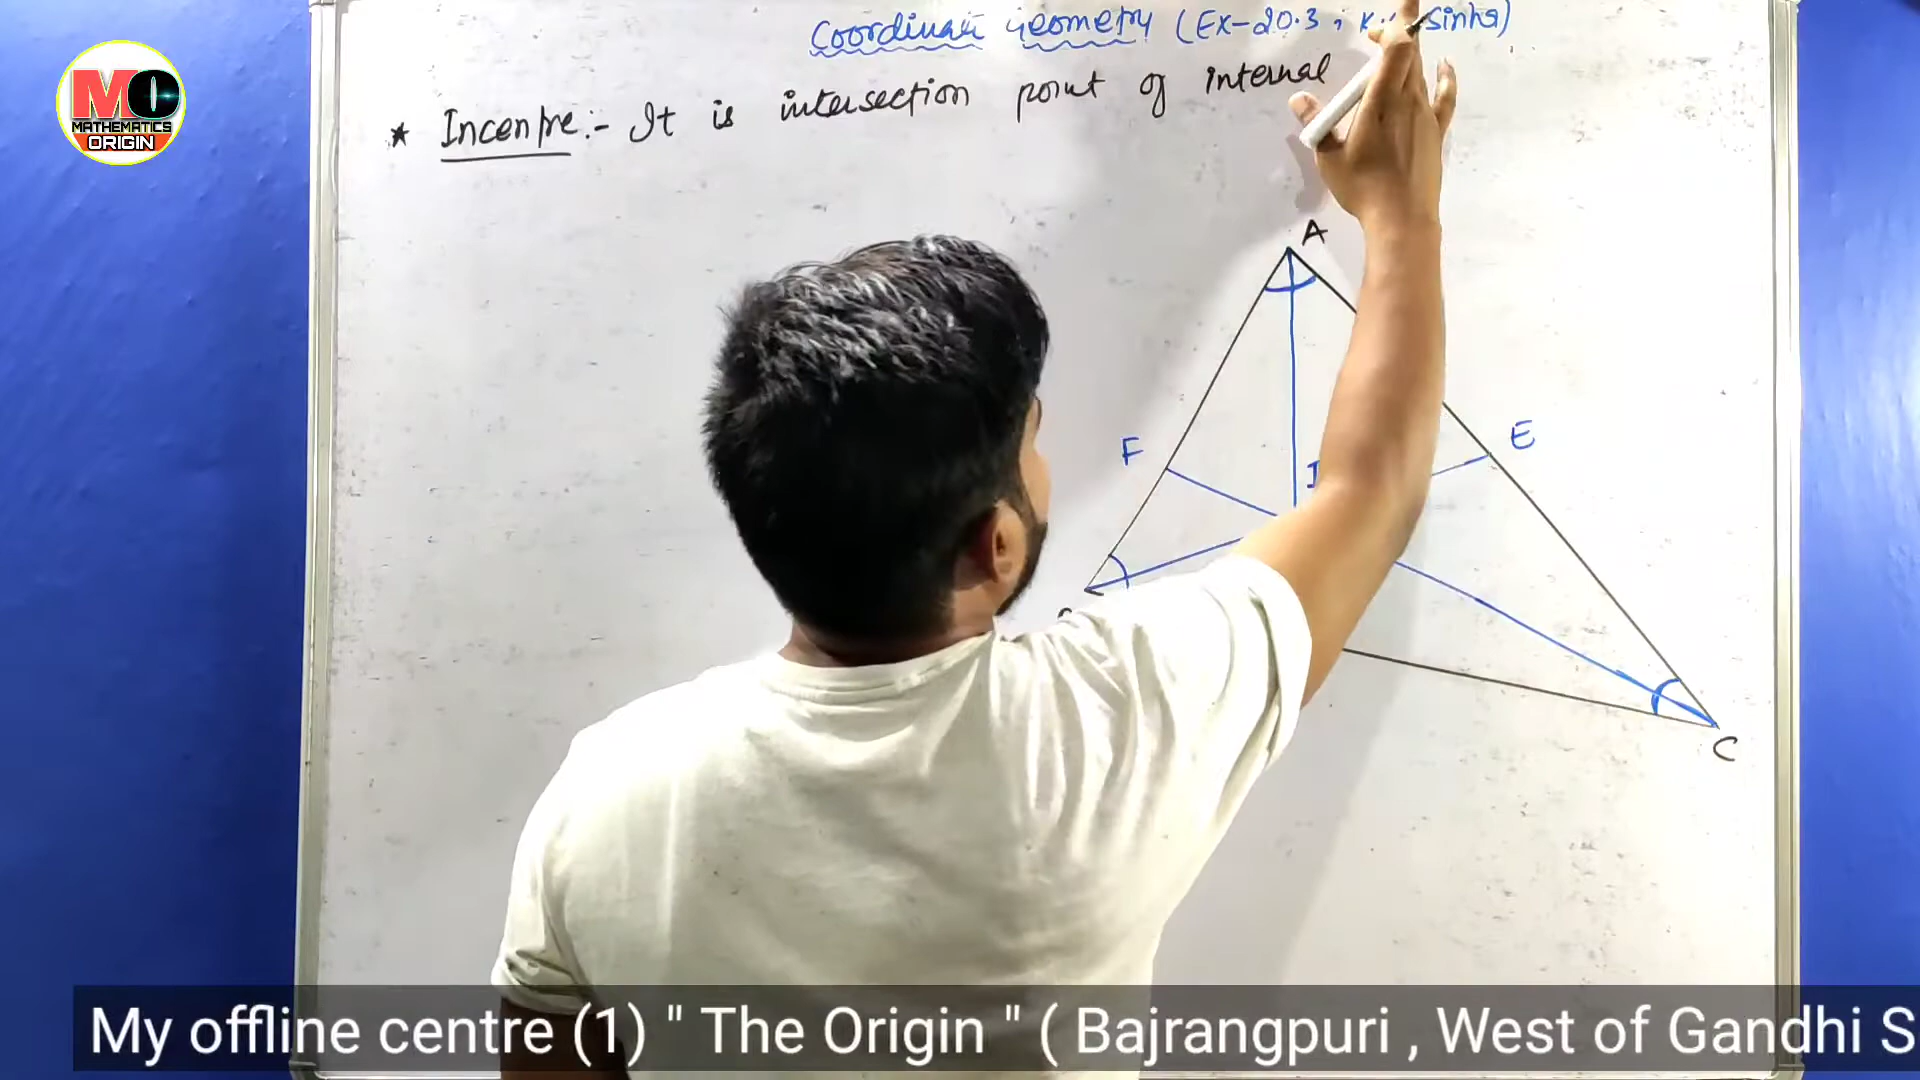 MO
MATHEMATICS
ORIGIN
Coordinate geometry (Ex-20.3, K.. Sinha)
* Incentre:- It is intersection point of internal
A
F
E
I
C
My offline centre (1) " The Origin " ( Bajrangpuri , West of Gandhi S